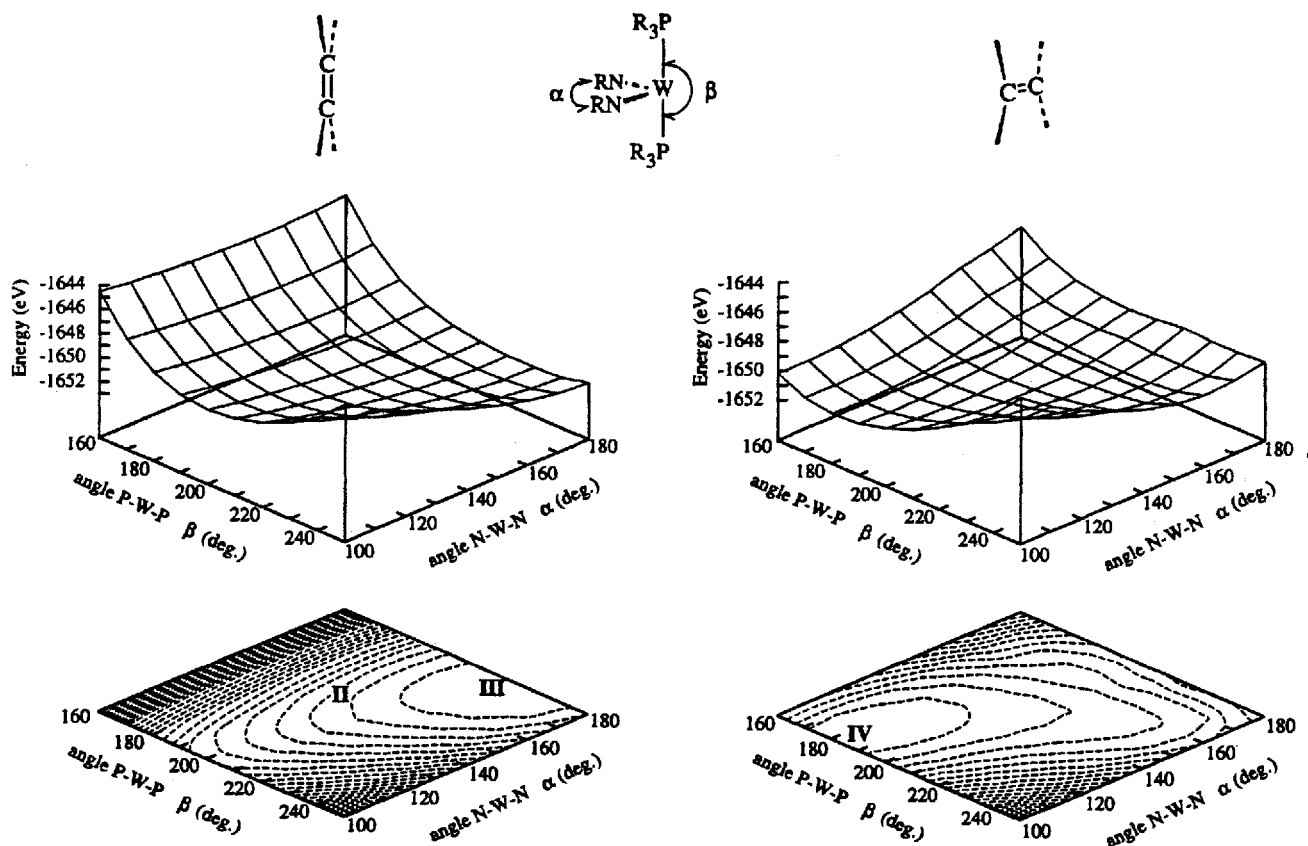 R₃P
C
C
α RN W β
RN
C=C
R₃P
Energy (eV)
-1644
-1646
-1648
-1650
-1652
160
180
200
220
240
angle P-W-P β (deg.)
100
120
140
160
180
angle N-W-N α (deg.)
Energy (eV)
-1644
-1646
-1648
-1650
-1652
160
180
200
220
240
angle P-W-P β (deg.)
100
120
140
160
180
angle N-W-N α (deg.)
II
III
160
180
200
220
240
angle P-W-P β (deg.)
100
120
140
160
180
angle N-W-N α (deg.)
IV
160
180
200
220
240
angle P-W-P β (deg.)
100
120
140
160
180
angle N-W-N α (deg.)